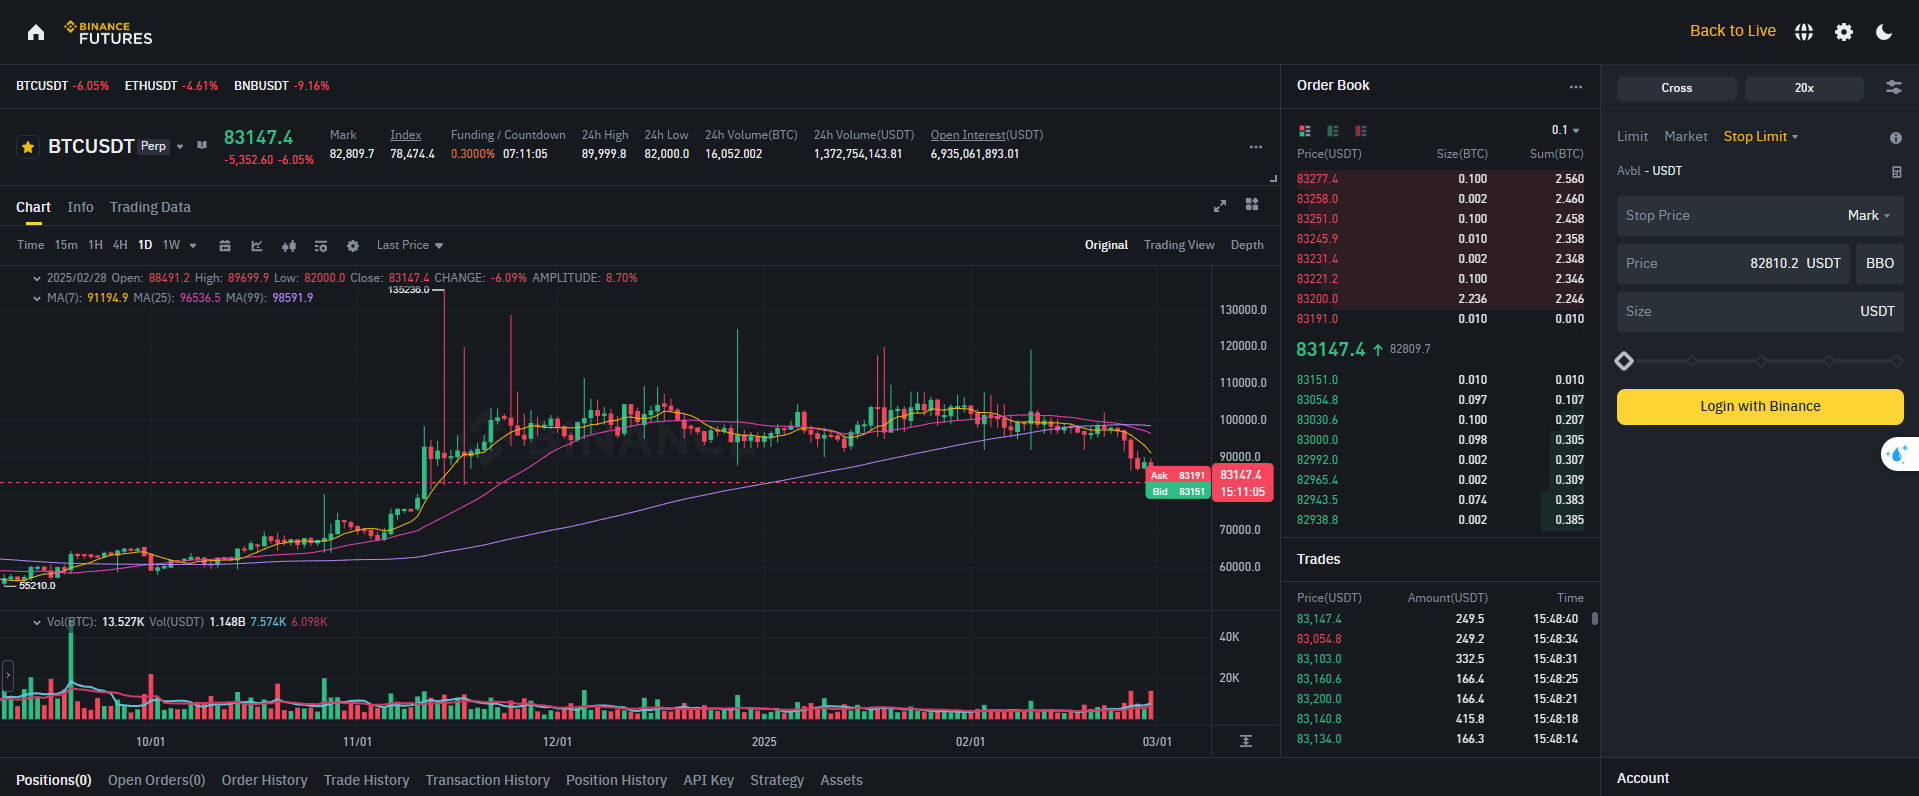 BINANCE
FUTURES
Back to Live
BTCUSDT -6.05% ETHUSDT -4.61% BNBUSDT -9.16%
BTCUSDT Perp
83147.4
-5,352.60 -6.05%
Mark
82,809.7
Index
78,474.4
Funding / Countdown
0.3000% 07:11:05
24h High
89,999.8
24h Low
82,000.0
24h Volume(BTC)
16,052.002
24h Volume(USDT)
1,372,754,143.81
Open Interest(USDT)
6,935,061,893.01
Chart Info Trading Data
Time 15m 1H 4H 1D 1W Last Price Original Trading View Depth
2025/02/28 Open: 88491.2 High: 89699.9 Low: 82000.0 Close: 83147.4 CHANGE: -6.09% AMPLITUDE: 8.70%
MA(7): 91194.9 MA(25): 96536.5 MA(99): 98591.9
135236.0
55210.0
BINANCE
130000.0
120000.0
110000.0
100000.0
90000.0
Ask 83191
Bid 83151
83147.4
15:11:05
70000.0
60000.0
Vol(BTC): 13.527K Vol(USDT) 1.148B 7.574K 6.098K
40K
20K
10/01 11/01 12/01 2025 02/01 03/01
Order Book
0.1
Price(USDT) Size(BTC) Sum(BTC)
83277.4 0.100 2.560
83258.0 0.002 2.460
83251.0 0.100 2.458
83245.9 0.010 2.358
83231.4 0.002 2.348
83221.2 0.100 2.346
83200.0 2.236 2.246
83191.0 0.010 0.010
83147.4 82809.7
83151.0 0.010 0.010
83054.8 0.097 0.107
83030.6 0.100 0.207
83000.0 0.098 0.305
82992.0 0.002 0.307
82965.4 0.002 0.309
82943.5 0.074 0.383
82938.8 0.002 0.385
Trades
Price(USDT) Amount(USDT) Time
83,147.4 249.5 15:48:40
83,054.8 249.2 15:48:34
83,103.0 332.5 15:48:31
83,160.6 166.4 15:48:25
83,200.0 166.4 15:48:21
83,140.8 415.8 15:48:18
83,134.0 166.3 15:48:14
Cross 20x
Limit Market Stop Limit
Avbl - USDT
Stop Price Mark
Price 82810.2 USDT BBO
Size USDT
Login with Binance
Positions(0) Open Orders(0) Order History Trade History Transaction History Position History API Key Strategy Assets
Account